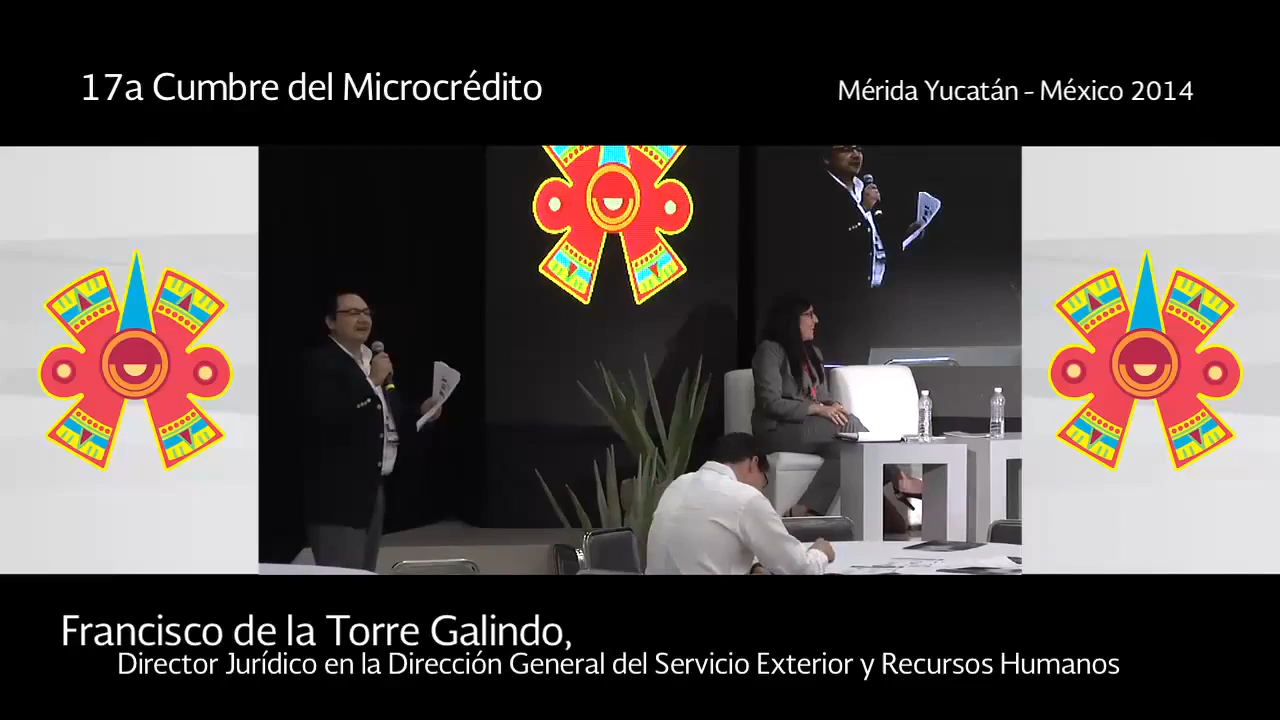 17a Cumbre del Microcrédito
Mérida Yucatán - México 2014
Francisco de la Torre Galindo,
Director Jurídico en la Dirección General del Servicio Exterior y Recursos Humanos